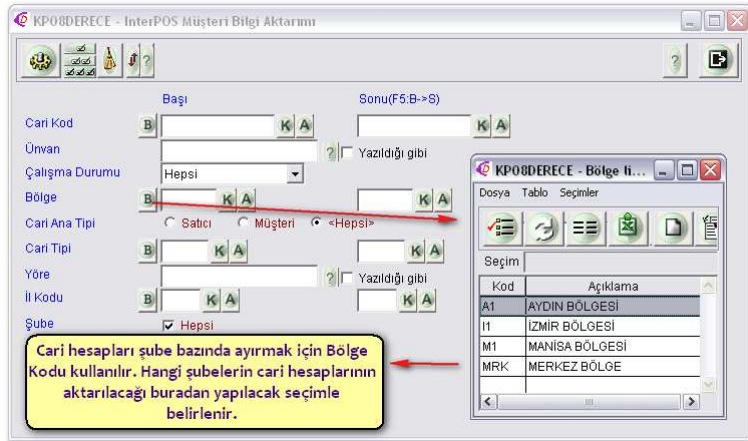 KP08DERECE - InterPOS Müşteri Bilgi Aktarımı
?
?
Başı Sonu(F5:B->S)
Cari Kod B K A K A
Ünvan ? Yazıldığı gibi
Çalışma Durumu Hepsi
Bölge B K A K A
Cari Ana Tipi Satıcı Müşteri <Hepsi>
Cari Tipi B K A K A
Yöre ? Yazıldığı gibi
İl Kodu B K A K A
Şube Hepsi
KP08DERECE - Bölge li...
Dosya Tablo Seçimler
Seçim
Kod Açıklama
A1 AYDIN BÖLGESİ
I1 İZMİR BÖLGESİ
M1 MANİSA BÖLGESİ
MRK MERKEZ BÖLGE
Cari hesapları şube bazında ayırmak için Bölge
Kodu kullanılır. Hangi şubelerin cari hesaplarının
aktarılacağı buradan yapılacak seçimle
belirlenir.